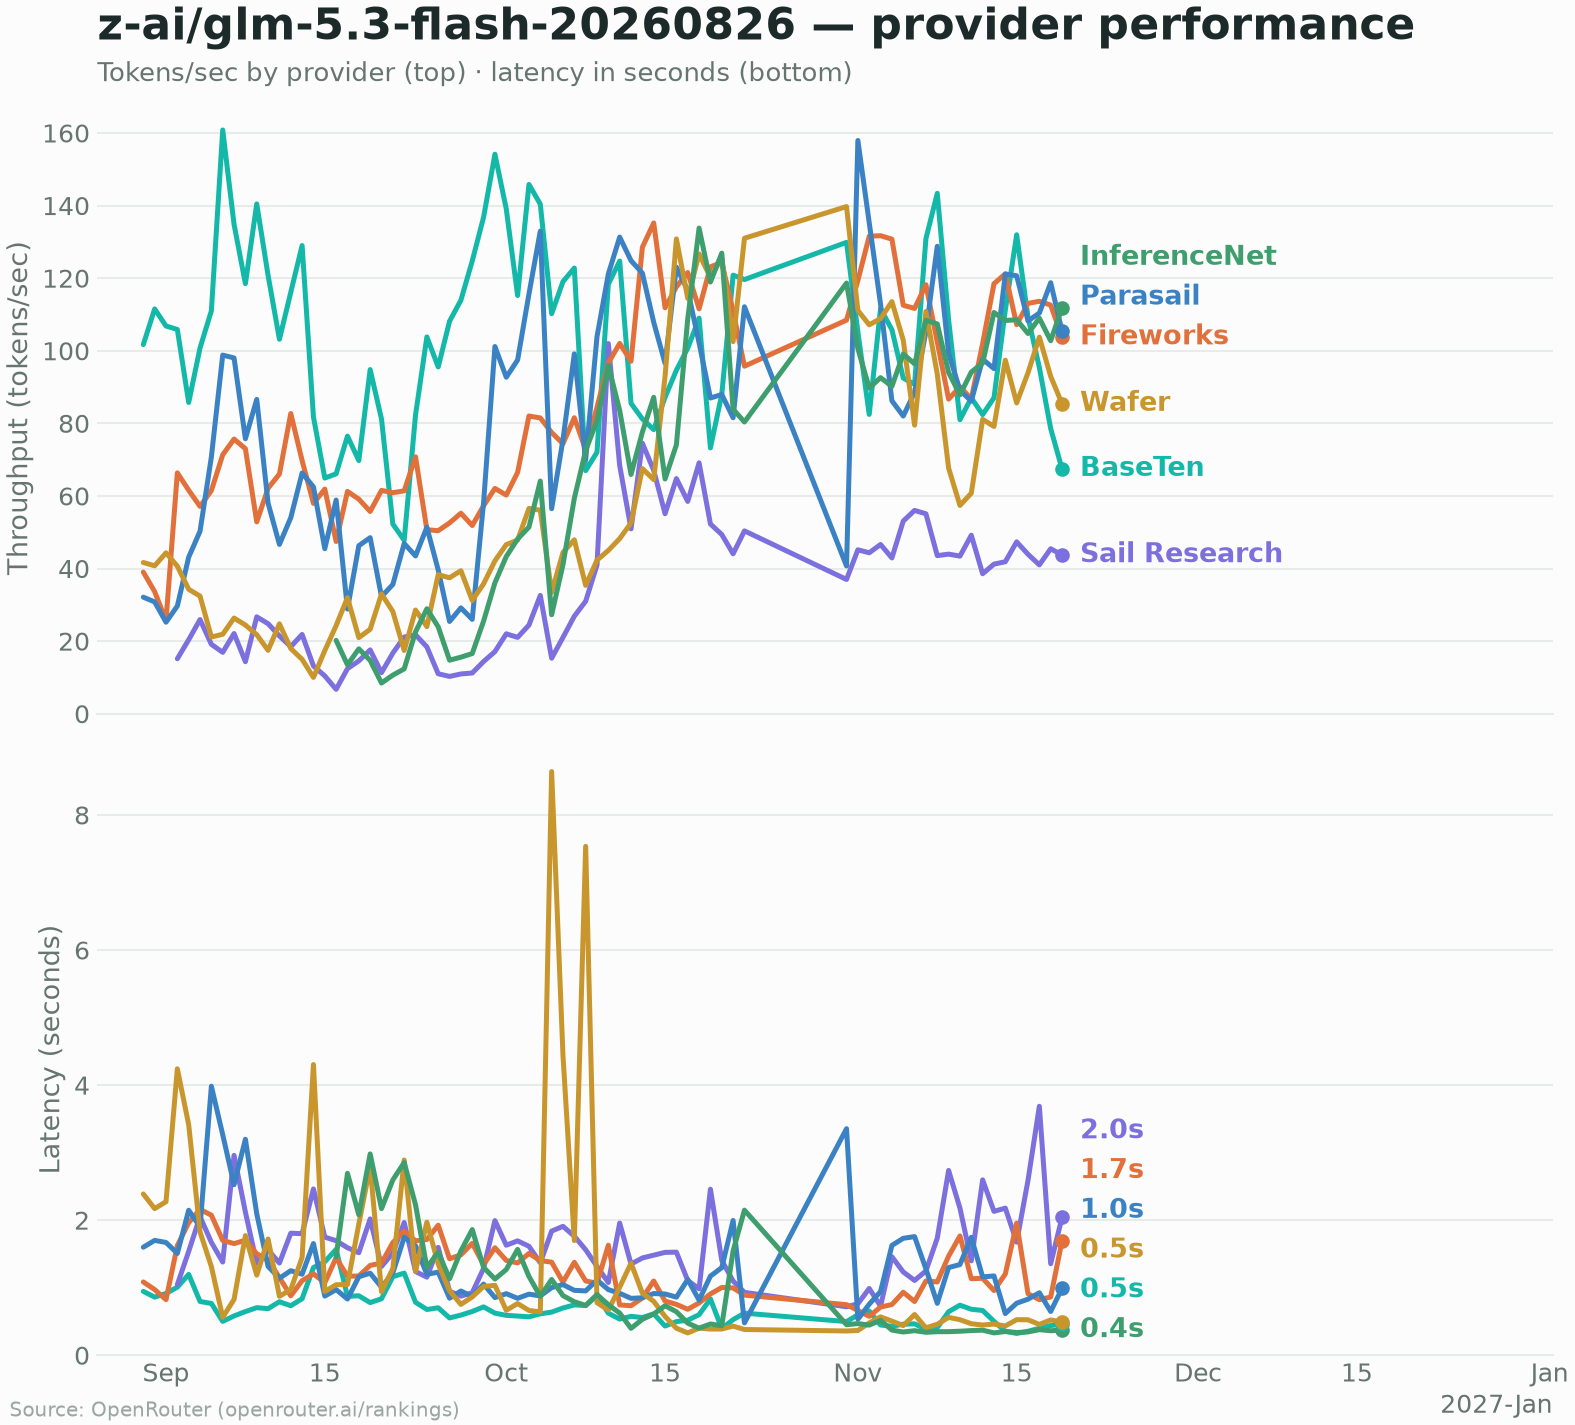 z-ai/glm-5.3-flash-20260826 — provider performance
Tokens/sec by provider (top) · latency in seconds (bottom)
Throughput (tokens/sec)
160
140
120
100
80
60
40
20
0
InferenceNet
Parasail
Fireworks
Wafer
BaseTen
Sail Research
Latency (seconds)
8
6
4
2
0
2.0s
1.7s
1.0s
0.5s
0.5s
0.4s
Sep 15 Oct 15 Nov 15 Dec 15 Jan
2027-Jan
Source: OpenRouter (openrouter.ai/rankings)